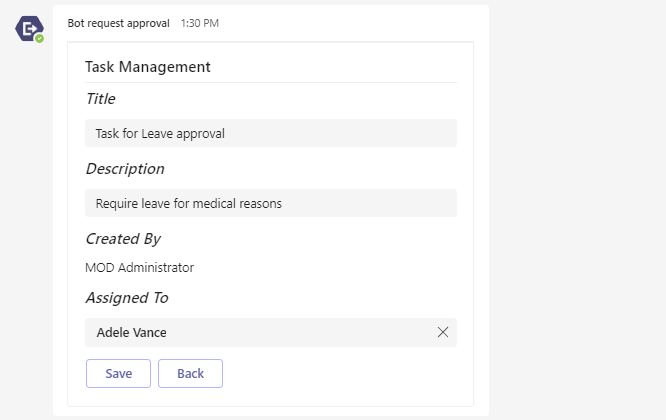 Bot request approval 1:30 PM
Task Management
Title
Task for Leave approval
Description
Require leave for medical reasons
Created By
MOD Administrator
Assigned To
Adele Vance
Save Back